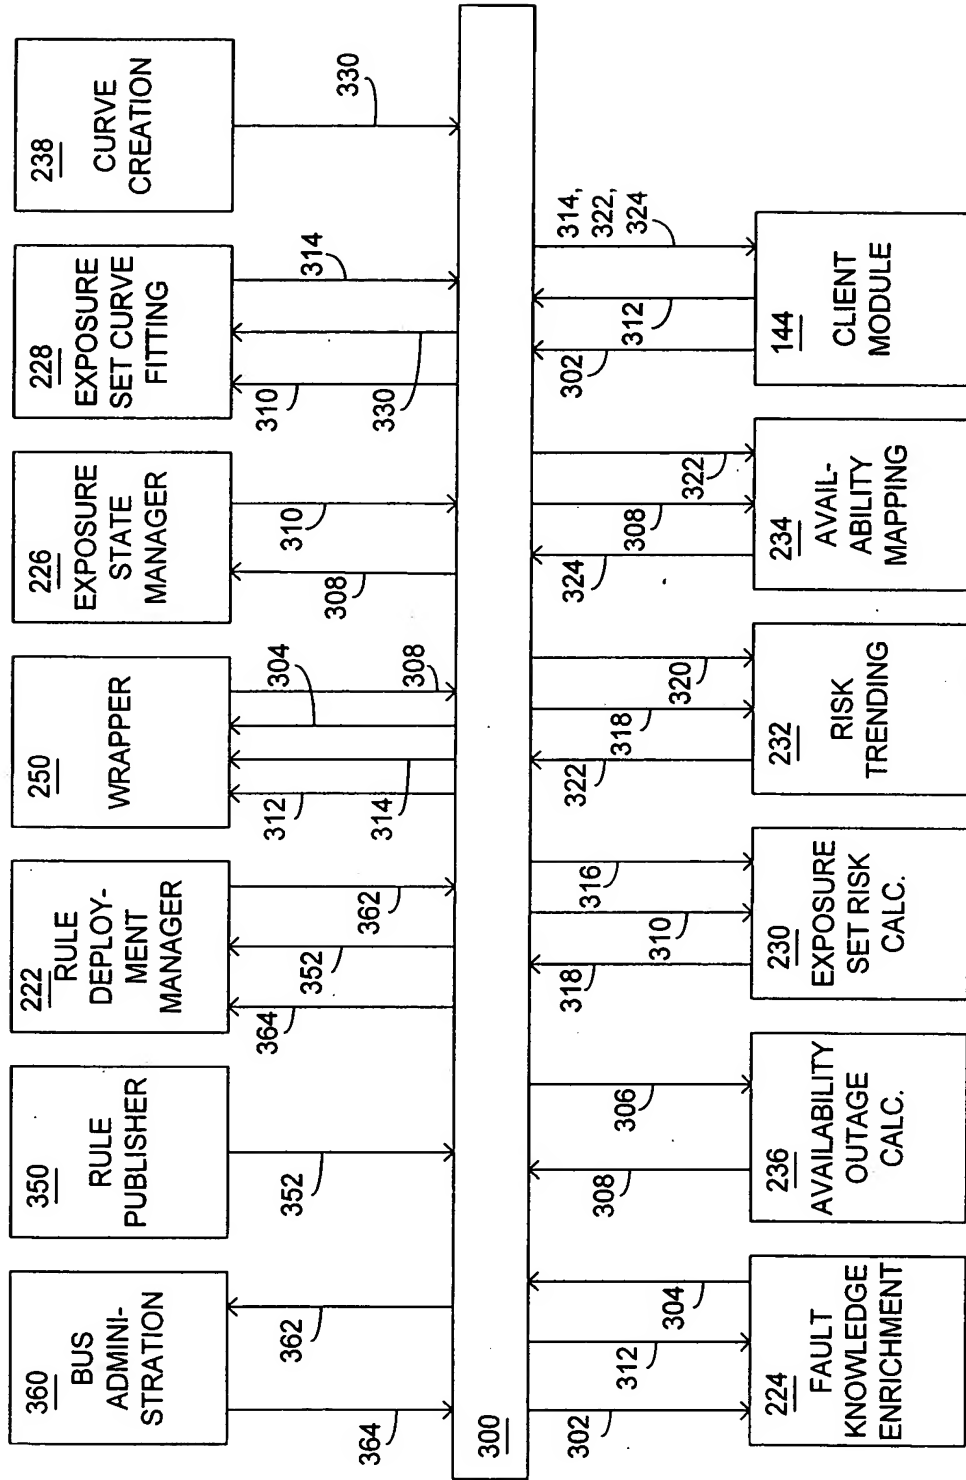 360
BUS
ADMINI-
STRATION
364
362
350
RULE
PUBLISHER
352
222
RULE
DEPLOY-
MENT
MANAGER
364
352
362
250
WRAPPER
312
314
304
308
226
EXPOSURE
STATE
MANAGER
308
310
228
EXPOSURE
SET CURVE
FITTING
310
330
314
238
CURVE
CREATION
330
300
302
312
304
224
FAULT
KNOWLEDGE
ENRICHMENT
308
306
236
AVAILABILITY
OUTAGE
CALC.
318
310
316
230
EXPOSURE
SET RISK
CALC.
322
318
320
232
RISK
TRENDING
324
308
322
234
AVAIL-
ABILITY
MAPPING
302
312
314,
322,
324
144
CLIENT
MODULE